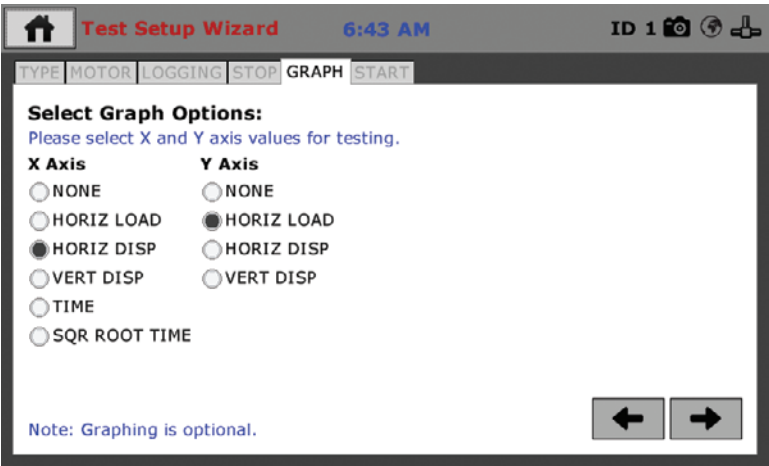 Test Setup Wizard 6:43 AM ID 1
TYPE MOTOR LOGGING STOP GRAPH START
Select Graph Options:
Please select X and Y axis values for testing.
X Axis Y Axis
NONE NONE
HORIZ LOAD HORIZ LOAD
HORIZ DISP HORIZ DISP
VERT DISP VERT DISP
TIME
SQR ROOT TIME
Note: Graphing is optional.